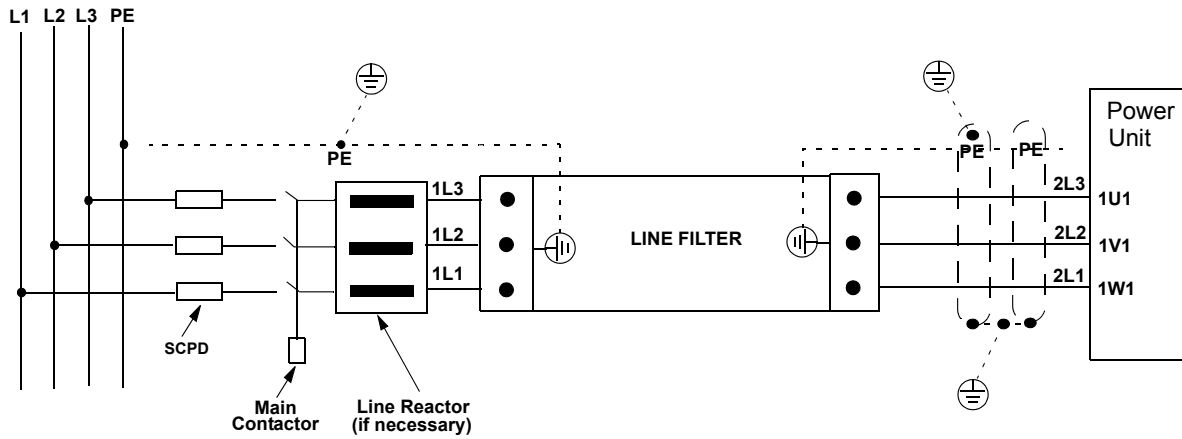 L1 L2 L3 PE
Power
Unit
PE
PE
PE
1L3
2L3
1U1
1L2
LINE FILTER
2L2
1V1
1L1
2L1
1W1
SCPD
Main
Contactor
Line Reactor
(if necessary)